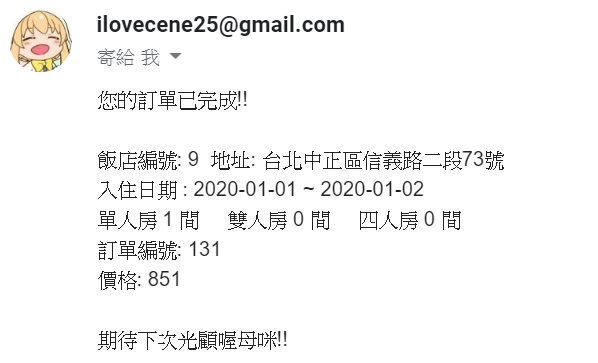 ilovecene25@gmail.com
寄給 我
您的訂單已完成!!
飯店編號: 9 地址: 台北中正區信義路二段73號
入住日期 : 2020-01-01 ~ 2020-01-02
單人房 1 間 雙人房 0 間 四人房 0 間
訂單編號: 131
價格: 851
期待下次光顧喔母咪!!